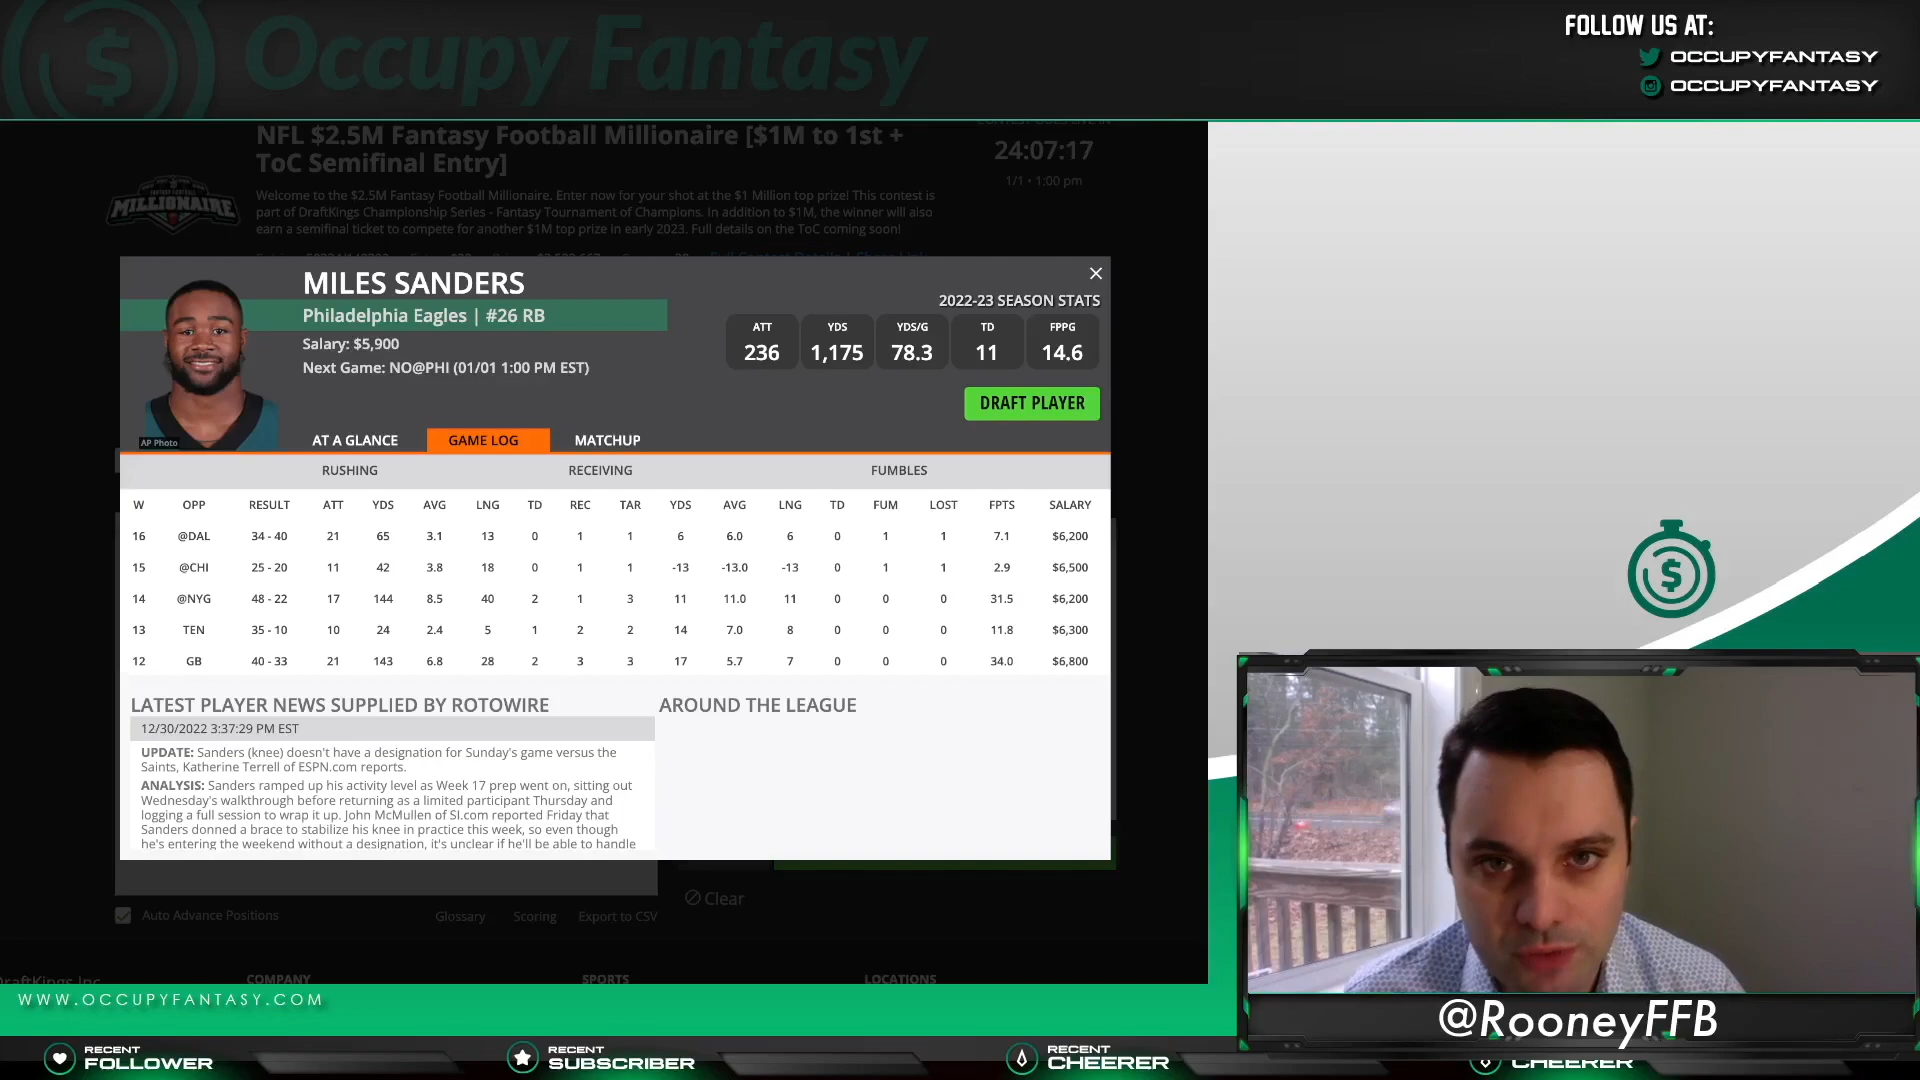 Occupy Fantasy
FOLLOW US AT:
OCCUPYFANTASY
OCCUPYFANTASY
NFL $2.5M Fantasy Football Millionaire [$1M to 1st +
ToC Semifinal Entry]
24:07:17
1/1 • 1:00 pm
FANTASY FOOTBALL
MILLIONAIRE
Welcome to the $2.5M Fantasy Football Millionaire. Enter now for your shot at the $1 Million top prize! This contest is
part of DraftKings Championship Series - Fantasy Tournament of Champions. In addition to $1M, the winner will also
earn a semifinal ticket to compete for another $1M top prize in early 2023. Full details on the ToC coming soon!
MILES SANDERS
Philadelphia Eagles | #26 RB
Salary: $5,900
Next Game: NO@PHI (01/01 1:00 PM EST)
2022-23 SEASON STATS
ATT YDS YDS/G TD FPPG
236 1,175 78.3 11 14.6
DRAFT PLAYER
AP Photo
AT A GLANCE GAME LOG MATCHUP
RUSHING RECEIVING FUMBLES
W OPP RESULT ATT YDS AVG LNG TD REC TAR YDS AVG LNG TD FUM LOST FPTS SALARY
16 @DAL 34 - 40 21 65 3.1 13 0 1 1 6 6.0 6 0 1 1 7.1 $6,200
15 @CHI 25 - 20 11 42 3.8 18 0 1 1 -13 -13.0 -13 0 1 1 2.9 $6,500
14 @NYG 48 - 22 17 144 8.5 40 2 1 3 11 11.0 11 0 0 0 31.5 $6,200
13 TEN 35 - 10 10 24 2.4 5 1 2 2 14 7.0 8 0 0 0 11.8 $6,300
12 GB 40 - 33 21 143 6.8 28 2 3 3 17 5.7 7 0 0 0 34.0 $6,800
LATEST PLAYER NEWS SUPPLIED BY ROTOWIRE
AROUND THE LEAGUE
12/30/2022 3:37:29 PM EST
UPDATE: Sanders (knee) doesn't have a designation for Sunday's game versus the
Saints, Katherine Terrell of ESPN.com reports.
ANALYSIS: Sanders ramped up his activity level as Week 17 prep went on, sitting out
Wednesday's walkthrough before returning as a limited participant Thursday and
logging a full session to wrap it up. John McMullen of SI.com reported Friday that
Sanders donned a brace to stabilize his knee in practice this week, so even though
he's entering the weekend without a designation, it's unclear if he'll be able to handle
Clear
Auto Advance Positions
Glossary Scoring Export to CSV
DraftKings Inc.
COMPANY SPORTS LOCATIONS
WWW.OCCUPYFANTASY.COM
@RooneyFFB
RECENT
FOLLOWER
RECENT
SUBSCRIBER
RECENT
CHEERER
CHEERER